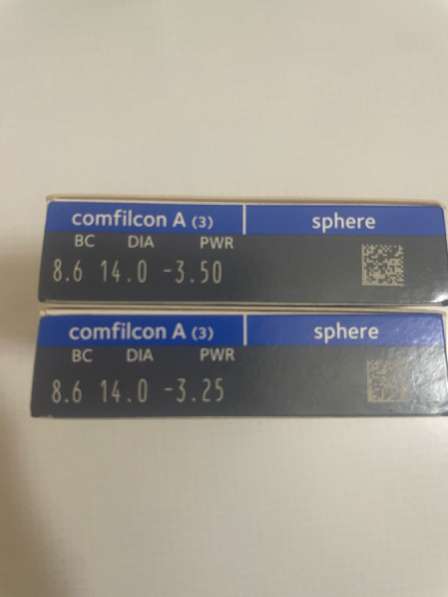 comfilcon A (3) sphere
BC DIA PWR
8.6 14.0 -3.50
comfilcon A (3) sphere
BC DIA PWR
8.6 14.0 -3.25